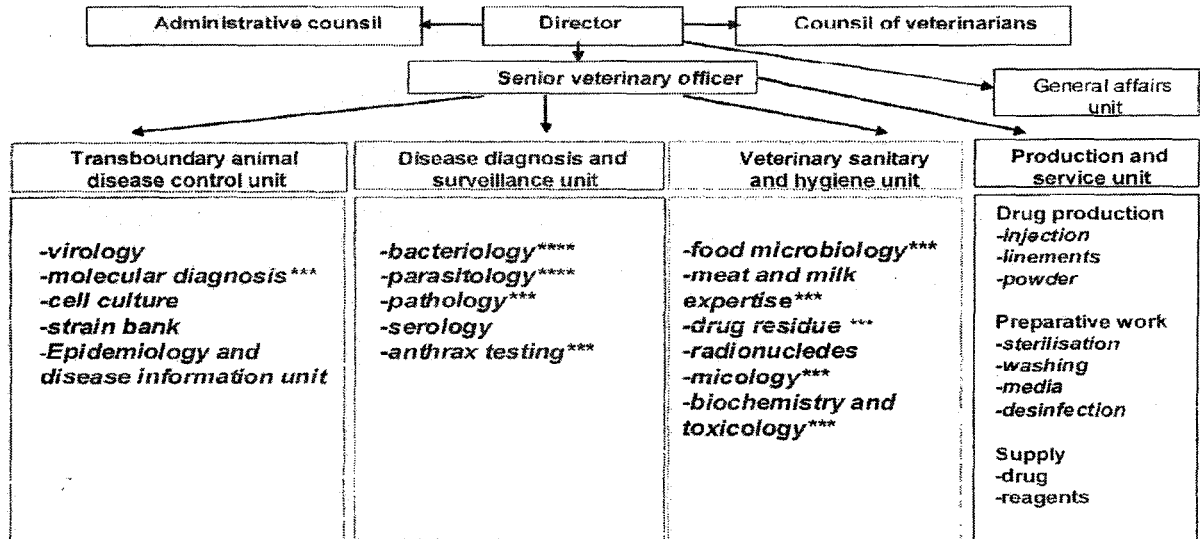 Administrative counsil
Director
Counsil of veterinarians
Senior veterinary officer
General affairs
unit
Transboundary animal
disease control unit
Disease diagnosis and
surveillance unit
Veterinary sanitary
and hygiene unit
Production and
service unit
-virology
-molecular diagnosis***
-cell culture
-strain bank
-Epidemiology and
disease information unit
-bacteriology****
-parasitology****
-pathology***
-serology
-anthrax testing***
-food microbiology***
-meat and milk
expertise***
-drug residue ***
-radionucledes
-micology***
-biochemistry and
toxicology***
Drug production
-injection
-linements
-powder
Preparative work
-sterilisation
-washing
-media
-desinfection
Supply
-drug
-reagents